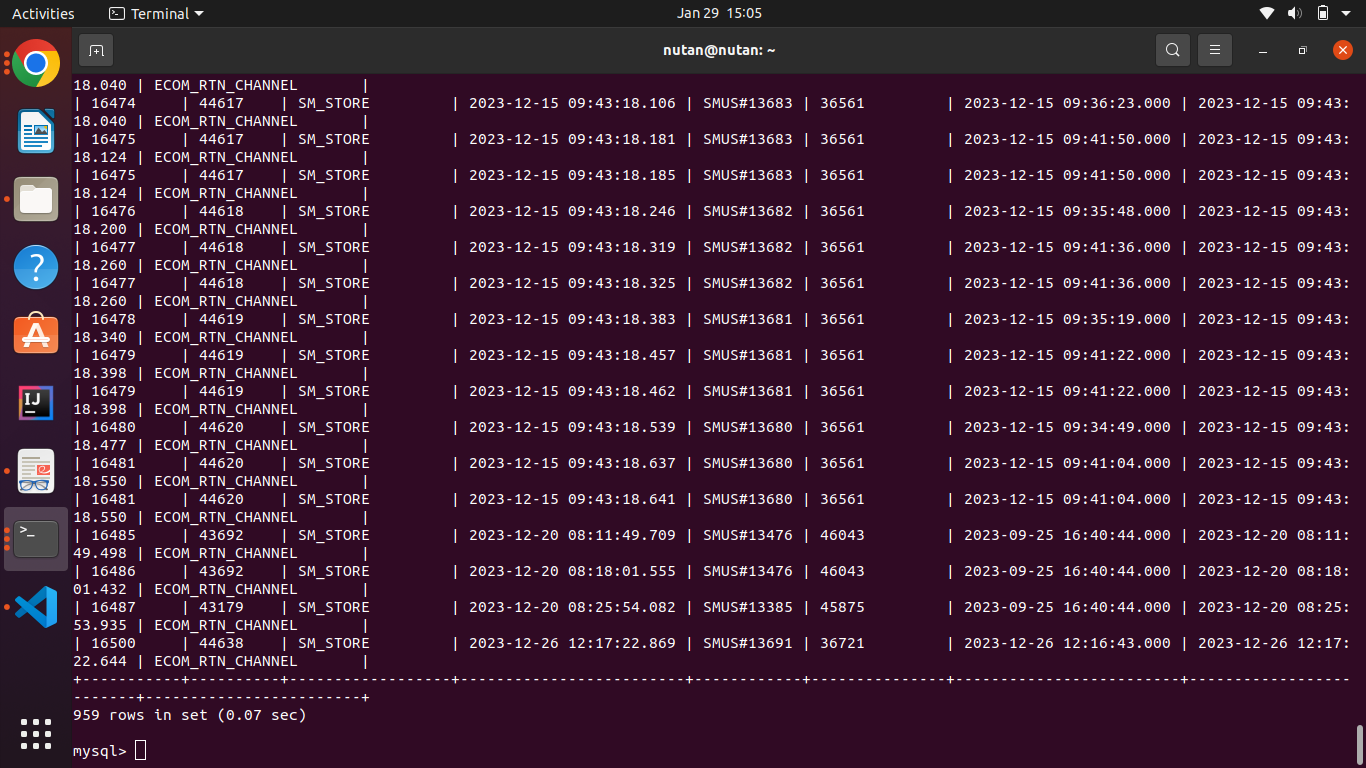 Activities
Terminal
Jan 29 15:05
nutan@nutan: ~
18.040 | ECOM_RTN_CHANNEL       |
| 16474     | 44617    | SM_STORE         | 2023-12-15 09:43:18.106 | SMUS#13683 | 36561         | 2023-12-15 09:36:23.000 | 2023-12-15 09:43:
18.040 | ECOM_RTN_CHANNEL       |
| 16475     | 44617    | SM_STORE         | 2023-12-15 09:43:18.181 | SMUS#13683 | 36561         | 2023-12-15 09:41:50.000 | 2023-12-15 09:43:
18.124 | ECOM_RTN_CHANNEL       |
| 16475     | 44617    | SM_STORE         | 2023-12-15 09:43:18.185 | SMUS#13683 | 36561         | 2023-12-15 09:41:50.000 | 2023-12-15 09:43:
18.124 | ECOM_RTN_CHANNEL       |
| 16476     | 44618    | SM_STORE         | 2023-12-15 09:43:18.246 | SMUS#13682 | 36561         | 2023-12-15 09:35:48.000 | 2023-12-15 09:43:
18.200 | ECOM_RTN_CHANNEL       |
| 16477     | 44618    | SM_STORE         | 2023-12-15 09:43:18.319 | SMUS#13682 | 36561         | 2023-12-15 09:41:36.000 | 2023-12-15 09:43:
18.260 | ECOM_RTN_CHANNEL       |
| 16477     | 44618    | SM_STORE         | 2023-12-15 09:43:18.325 | SMUS#13682 | 36561         | 2023-12-15 09:41:36.000 | 2023-12-15 09:43:
18.260 | ECOM_RTN_CHANNEL       |
| 16478     | 44619    | SM_STORE         | 2023-12-15 09:43:18.383 | SMUS#13681 | 36561         | 2023-12-15 09:35:19.000 | 2023-12-15 09:43:
18.340 | ECOM_RTN_CHANNEL       |
| 16479     | 44619    | SM_STORE         | 2023-12-15 09:43:18.457 | SMUS#13681 | 36561         | 2023-12-15 09:41:22.000 | 2023-12-15 09:43:
18.398 | ECOM_RTN_CHANNEL       |
| 16479     | 44619    | SM_STORE         | 2023-12-15 09:43:18.462 | SMUS#13681 | 36561         | 2023-12-15 09:41:22.000 | 2023-12-15 09:43:
18.398 | ECOM_RTN_CHANNEL       |
| 16480     | 44620    | SM_STORE         | 2023-12-15 09:43:18.539 | SMUS#13680 | 36561         | 2023-12-15 09:34:49.000 | 2023-12-15 09:43:
18.477 | ECOM_RTN_CHANNEL       |
| 16481     | 44620    | SM_STORE         | 2023-12-15 09:43:18.637 | SMUS#13680 | 36561         | 2023-12-15 09:41:04.000 | 2023-12-15 09:43:
18.550 | ECOM_RTN_CHANNEL       |
| 16481     | 44620    | SM_STORE         | 2023-12-15 09:43:18.641 | SMUS#13680 | 36561         | 2023-12-15 09:41:04.000 | 2023-12-15 09:43:
18.550 | ECOM_RTN_CHANNEL       |
| 16485     | 43692    | SM_STORE         | 2023-12-20 08:11:49.709 | SMUS#13476 | 46043         | 2023-09-25 16:40:44.000 | 2023-12-20 08:11:
49.498 | ECOM_RTN_CHANNEL       |
| 16486     | 43692    | SM_STORE         | 2023-12-20 08:18:01.555 | SMUS#13476 | 46043         | 2023-09-25 16:40:44.000 | 2023-12-20 08:18:
01.432 | ECOM_RTN_CHANNEL       |
| 16487     | 43179    | SM_STORE         | 2023-12-20 08:25:54.082 | SMUS#13385 | 45875         | 2023-09-25 16:40:44.000 | 2023-12-20 08:25:
53.935 | ECOM_RTN_CHANNEL       |
| 16500     | 44638    | SM_STORE         | 2023-12-26 12:17:22.869 | SMUS#13691 | 36721         | 2023-12-26 12:16:43.000 | 2023-12-26 12:17:
22.644 | ECOM_RTN_CHANNEL       |
+-----------+----------+------------------+-------------------------+------------+---------------+-------------------------+------------------
-------+------------------------+
959 rows in set (0.07 sec)
mysql>